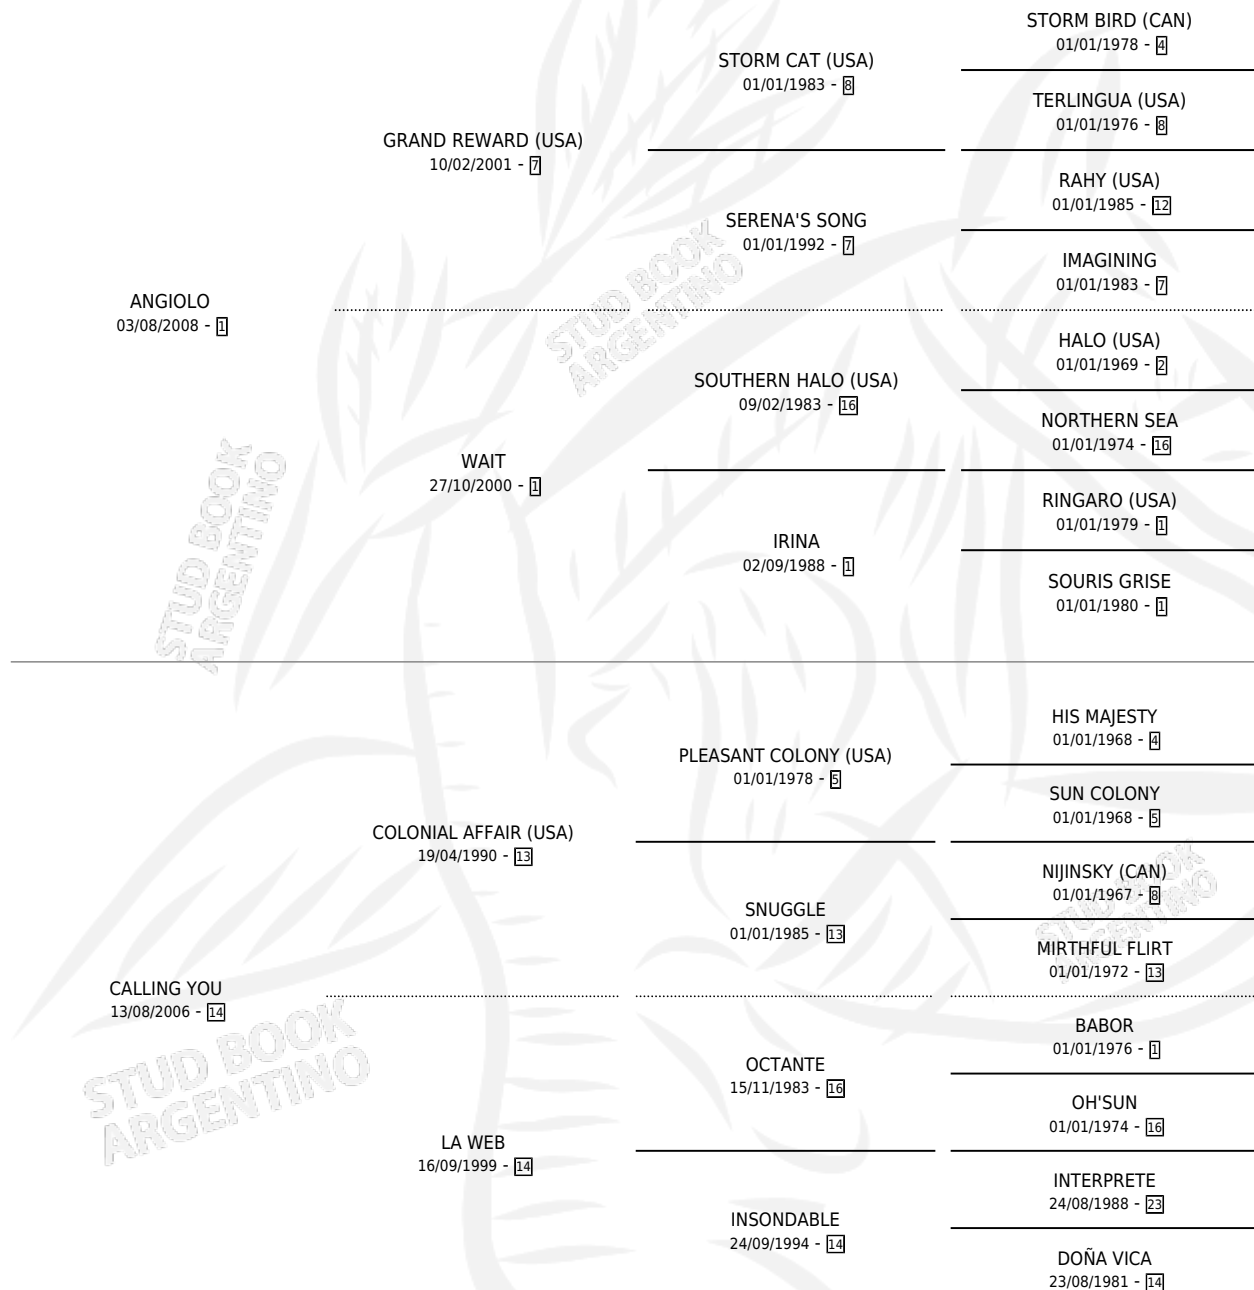 STORM BIRD (CAN)
01/01/1978 - 4
STORM CAT (USA)
01/01/1983 - 8
TERLINGUA (USA)
01/01/1976 - 8
GRAND REWARD (USA)
10/02/2001 - 7
RAHY (USA)
01/01/1985 - 12
SERENA'S SONG
01/01/1992 - 7
IMAGINING
01/01/1983 - 7
ANGIOLO
03/08/2008 - 1
HALO (USA)
01/01/1969 - 2
SOUTHERN HALO (USA)
09/02/1983 - 16
NORTHERN SEA
01/01/1974 - 16
WAIT
27/10/2000 - 1
RINGARO (USA)
01/01/1979 - 1
IRINA
02/09/1988 - 1
SOURIS GRISE
01/01/1980 - 1
HIS MAJESTY
01/01/1968 - 4
PLEASANT COLONY (USA)
01/01/1978 - 5
SUN COLONY
01/01/1968 - 5
COLONIAL AFFAIR (USA)
19/04/1990 - 13
NIJINSKY (CAN)
01/01/1967 - 8
SNUGGLE
01/01/1985 - 13
MIRTHFUL FLIRT
01/01/1972 - 13
CALLING YOU
13/08/2006 - 14
BABOR
01/01/1976 - 1
OCTANTE
15/11/1983 - 16
OH'SUN
01/01/1974 - 16
LA WEB
16/09/1999 - 14
INTERPRETE
24/08/1988 - 23
INSONDABLE
24/09/1994 - 14
DOÑA VICA
23/08/1981 - 14
STUD BOOK
ARGENTINO
STUD BOOK
ARGENTINO
STUD BOOK
ARGENTINO
STUD BOOK
ARGENTINO